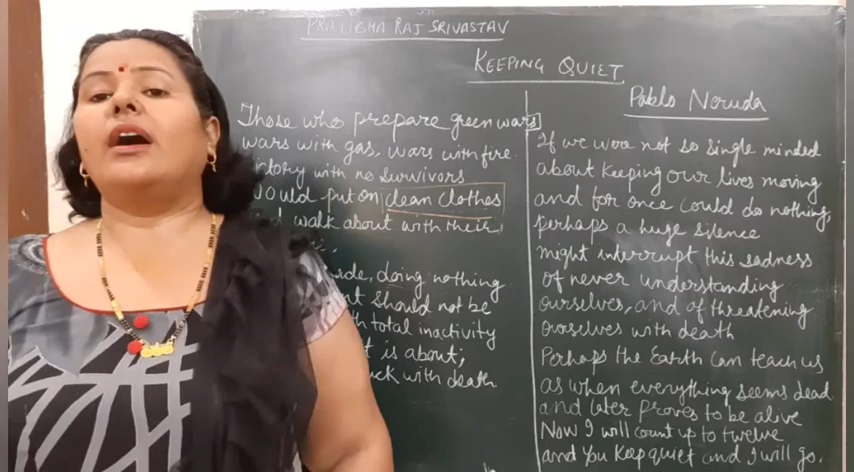 PRATIBHA RAJ SRIVASTAV
KEEPING QUIET
Pablo Neruda
Those who prepare green wars
wars with gas, wars with fire
with no survivors
would put on clean clothes
walk about with their
doing nothing
should not be
total inactivity
is about;
with death
If we were not so single minded
about keeping our lives moving
and for once could do nothing,
perhaps a huge silence
might interrupt this sadness
of never understanding
ourselves, and of threatening
ourselves with death
Perhaps the Earth can teach us
as when everything seems dead
and later proves to be alive
Now I will count up to twelve
and you keep quiet and I will go.